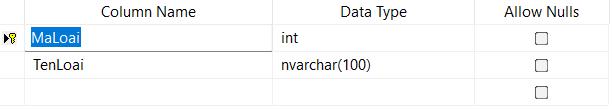 Column Name Data Type Allow Nulls
MaLoai int
TenLoai nvarchar(100)